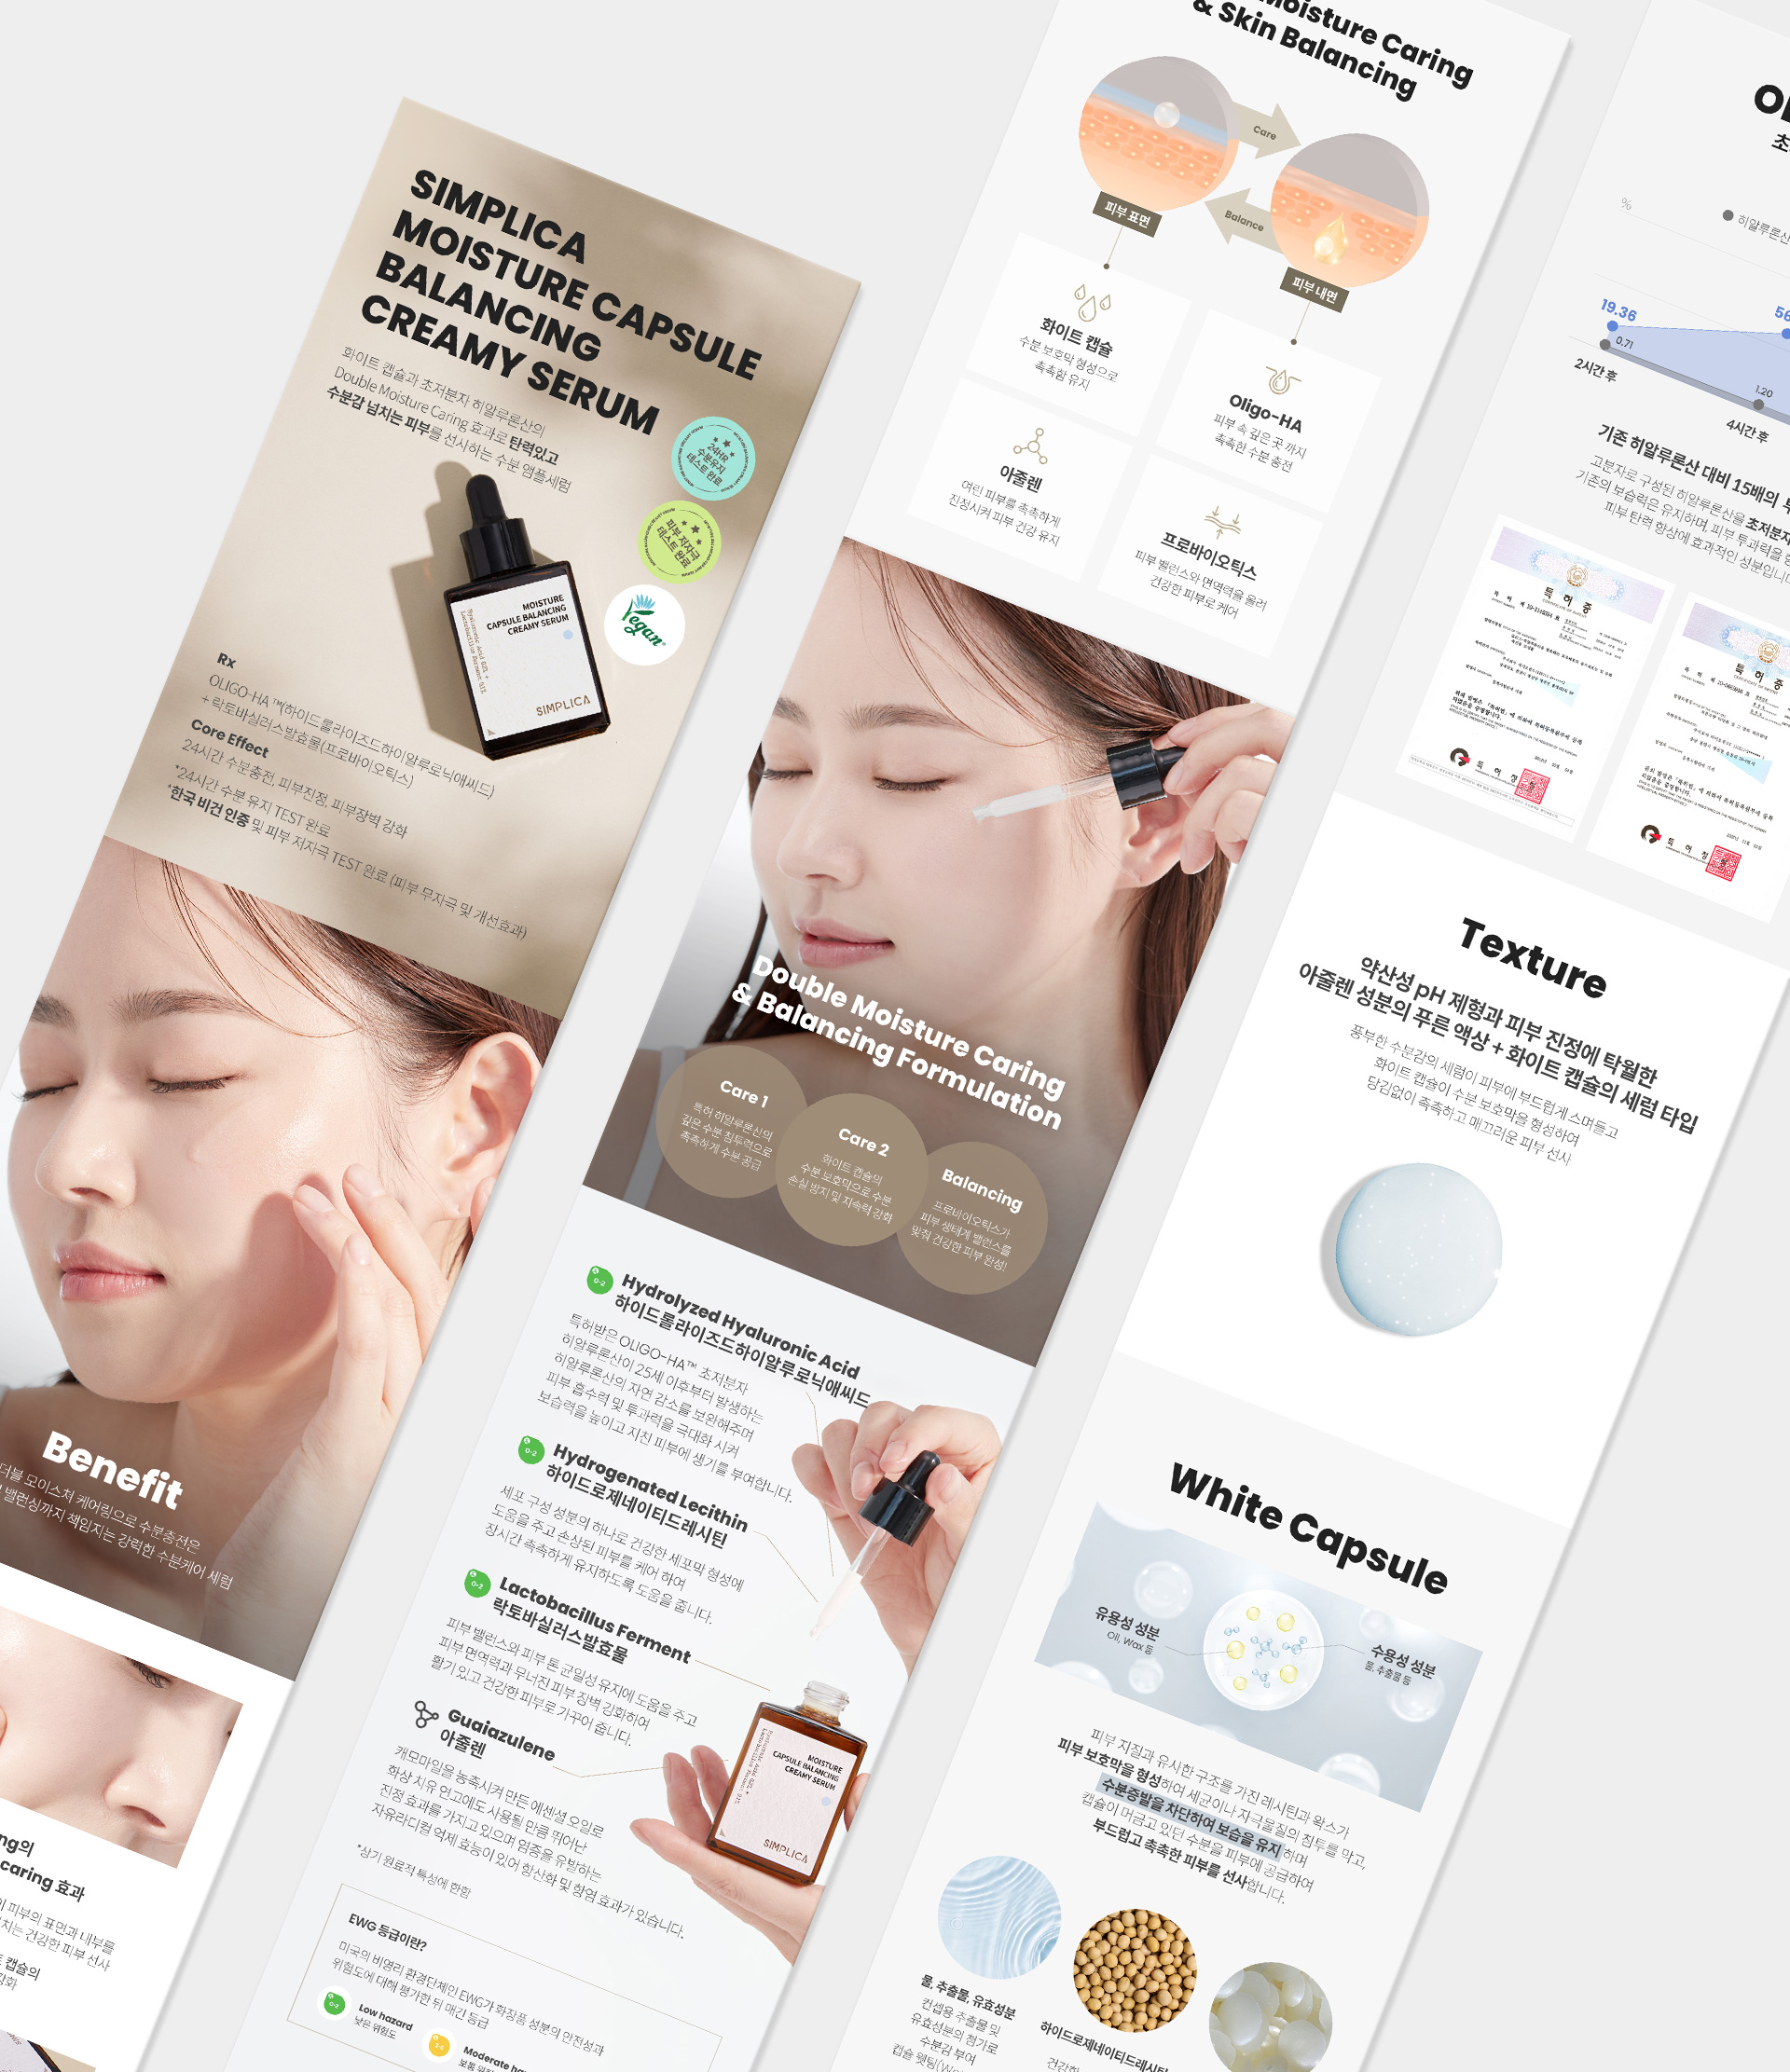 SIMPLICA
MOISTURE CAPSULE
BALANCING
CREAMY SERUM
화이트 캡슐과 초저분자 히알루론산의
Double Moisture Caring 효과로 탄력있고
수분감 넘치는 피부를 선사하는 수분 앰플세럼
24HR
수분유지
테스트 완료
피부 저자극
테스트 완료
Vegan
MOISTURE
CAPSULE BALANCING
CREAMY SERUM
SIMPLICA
Rx
OLIGO-HA ™(하이드롤라이즈드하이알루로닉애씨드)
+ 락토바실러스발효물(프로바이오틱스)
Core Effect
24시간 수분충전, 피부진정, 피부장벽 강화
*24시간 수분 유지 TEST 완료
*한국 비건 인증 및 피부 저자극 TEST 완료 (피부 무자극 및 개선효과)
Benefit
더블 모이스쳐 케어링으로 수분충전은
밸런싱까지 책임지는 강력한 수분케어 세럼
ng의
caring 효과
피부의 표면과 내부를
치는 건강한 피부 선사
캡슐의
강화
Moisture Caring
& Skin Balancing
Care
Balance
피부 표면
피부 내면
화이트 캡슐
수분 보호막 형성으로
촉촉함 유지
Oligo-HA
피부 속 깊은 곳 까지
촉촉한 수분 충전
아줄렌
여린 피부를 촉촉하게
진정시켜 피부 건강 유지
프로바이오틱스
피부 밸런스와 면역력을 올려
건강한 피부로 케어
Double Moisture Caring
& Balancing Formulation
Care 1
특허 히알루론산의
깊은 수분 침투력으로
촉촉하게 수분 공급
Care 2
화이트 캡슐의
수분 보호막으로 수분
손실 방지 및 지속력 강화
Balancing
프로바이오틱스가
피부 생태계 밸런스를
맞춰 건강한 피부 완성!
0-2
Hydrolyzed Hyaluronic Acid
하이드롤라이즈드하이알루로닉애씨드
특허받은 OLIGO-HA™ 초저분자
히알루론산이 25세 이후부터 발생하는
히알루론산의 자연 감소를 보완해주며
피부 흡수력 및 투과력을 극대화 시켜
보습력을 높이고 지친 피부에 생기를 부여합니다.
0-2
Hydrogenated Lecithin
하이드로제네이티드레시틴
세포 구성 성분의 하나로 건강한 세포막 형성에
도움을 주고 손상된 피부를 케어 하여
장시간 촉촉하게 유지하도록 도움을 줍니다.
0-2
Lactobacillus Ferment
락토바실러스발효물
피부 밸런스와 피부 톤 균일성 유지에 도움을 주고
피부 면역력과 무너진 피부 장벽 강화하여
활기 있고 건강한 피부로 가꾸어 줍니다.
Guaiazulene
아줄렌
캐모마일을 농축시켜 만든 에센셜 오일로
화상 치유 연고에도 사용될 만큼 뛰어난
진정 효과를 가지고 있으며 염증을 유발하는
자유라디컬 억제 효능이 있어 항산화 및 항염 효과가 있습니다.
*상기 원료적 특성에 한함
MOISTURE
CAPSULE BALANCING
CREAMY SERUM
SIMPLICA
EWG 등급이란?
미국의 비영리 환경단체인 EWG가 화장품 성분의 안전성과
위험도에 대해 평가한 뒤 매긴 등급
0-2
Low hazard
낮은 위험도
Moderate
보통
%
히알루론산
19.36
0.71
2시간 후
1.20
4시간 후
기존 히알루론산 대비 15배의
고분자로 구성된 히알루론산을 초저분자
기존의 보습력은 유지하며, 피부 투과력을
피부 탄력 향상에 효과적인 성분입니다
특 허 증
특 허 증
Texture
약산성 pH 제형과 피부 진정에 탁월한
아줄렌 성분의 푸른 액상 + 화이트 캡슐의 세럼 타입
풍부한 수분감의 세럼이 피부에 부드럽게 스며들고
화이트 캡슐이 수분 보호막을 형성하여
당김없이 촉촉하고 매끄러운 피부 선사
White Capsule
유용성 성분
Oil, Wax 등
수용성 성분
물, 추출물 등
피부 지질과 유사한 구조를 가진 레시틴과 왁스가
피부 보호막을 형성하여 세균이나 자극물질의 침투를 막고,
수분증발을 차단하여 보습을 유지 하며
캡슐이 머금고 있던 수분을 피부에 공급하여
부드럽고 촉촉한 피부를 선사합니다.
물, 추출물, 유효성분
컨셉용 추출물 및
유효성분의 첨가로
수분감 부여
하이드로제네이티드레시틴